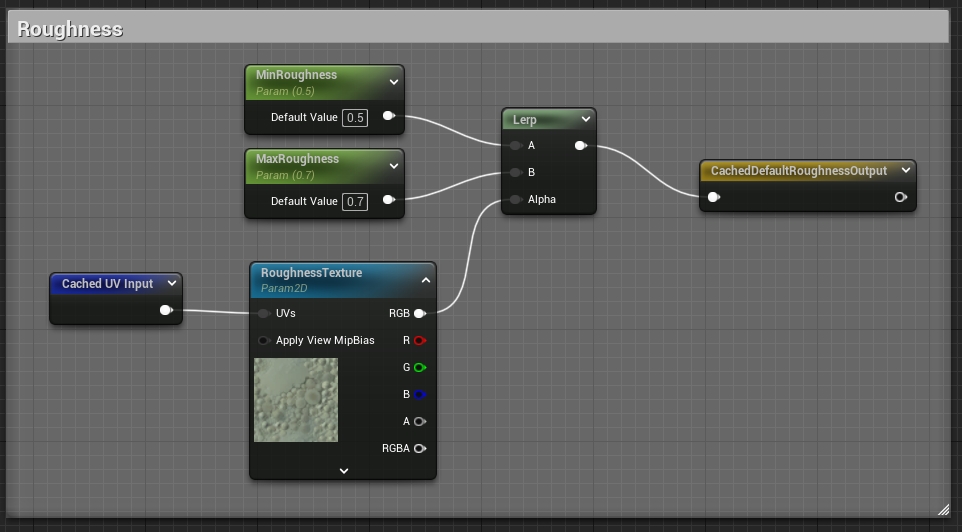 Roughness
MinRoughness
Param (0.5)
Default Value 0.5
MaxRoughness
Param (0.7)
Default Value 0.7
Lerp
A
B
Alpha
CachedDefaultRoughnessOutput
Cached UV Input
RoughnessTexture
Param2D
UVs RGB
Apply View MipBias R
G
B
A
RGBA